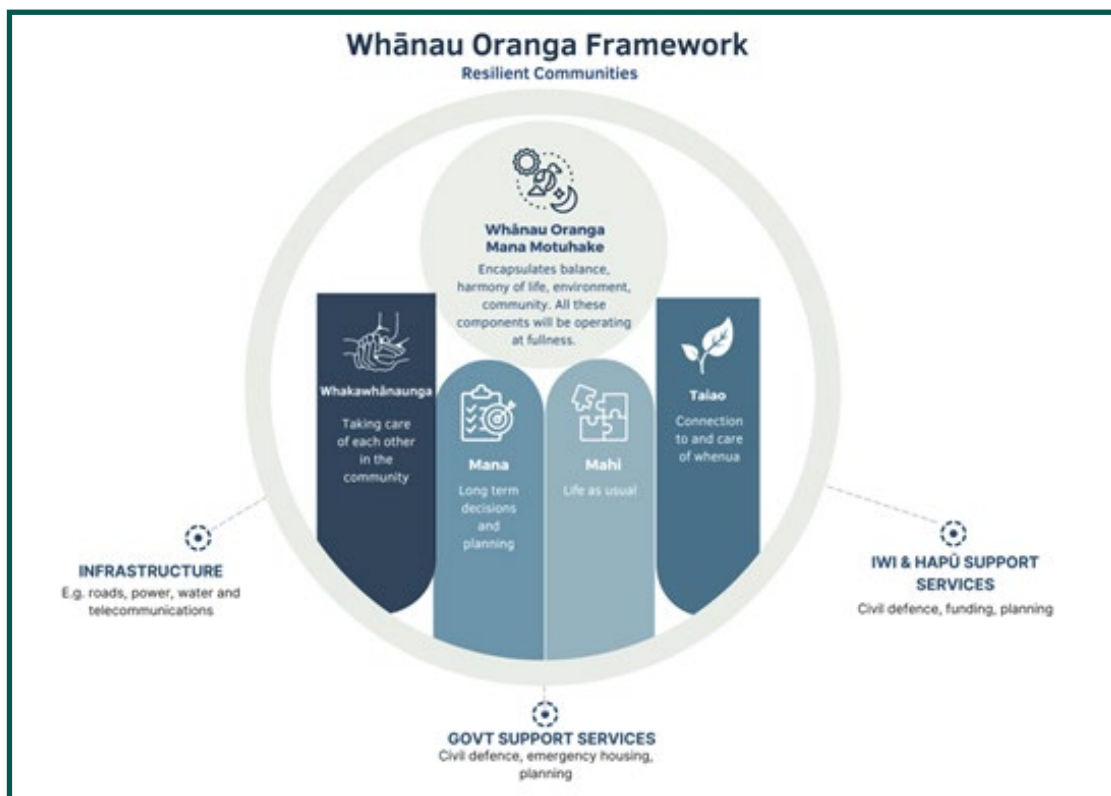 Whānau Oranga Framework
Resilient Communities
Whānau Oranga
Mana Motuhake
Encapsulates balance,
harmony of life, environment,
community. All these
components will be operating
at fullness.
Whakawhānaunga
Taking care
of each other
in the
community
Mana
Long term
decisions
and
planning
Mahi
Life as usual
Taiao
Connection
to and care
of whenua
INFRASTRUCTURE
E.g. roads, power, water and
telecommunications
IWI & HAPŪ SUPPORT
SERVICES
Civil defence, funding, planning
GOVT SUPPORT SERVICES
Civil defence, emergency housing,
planning